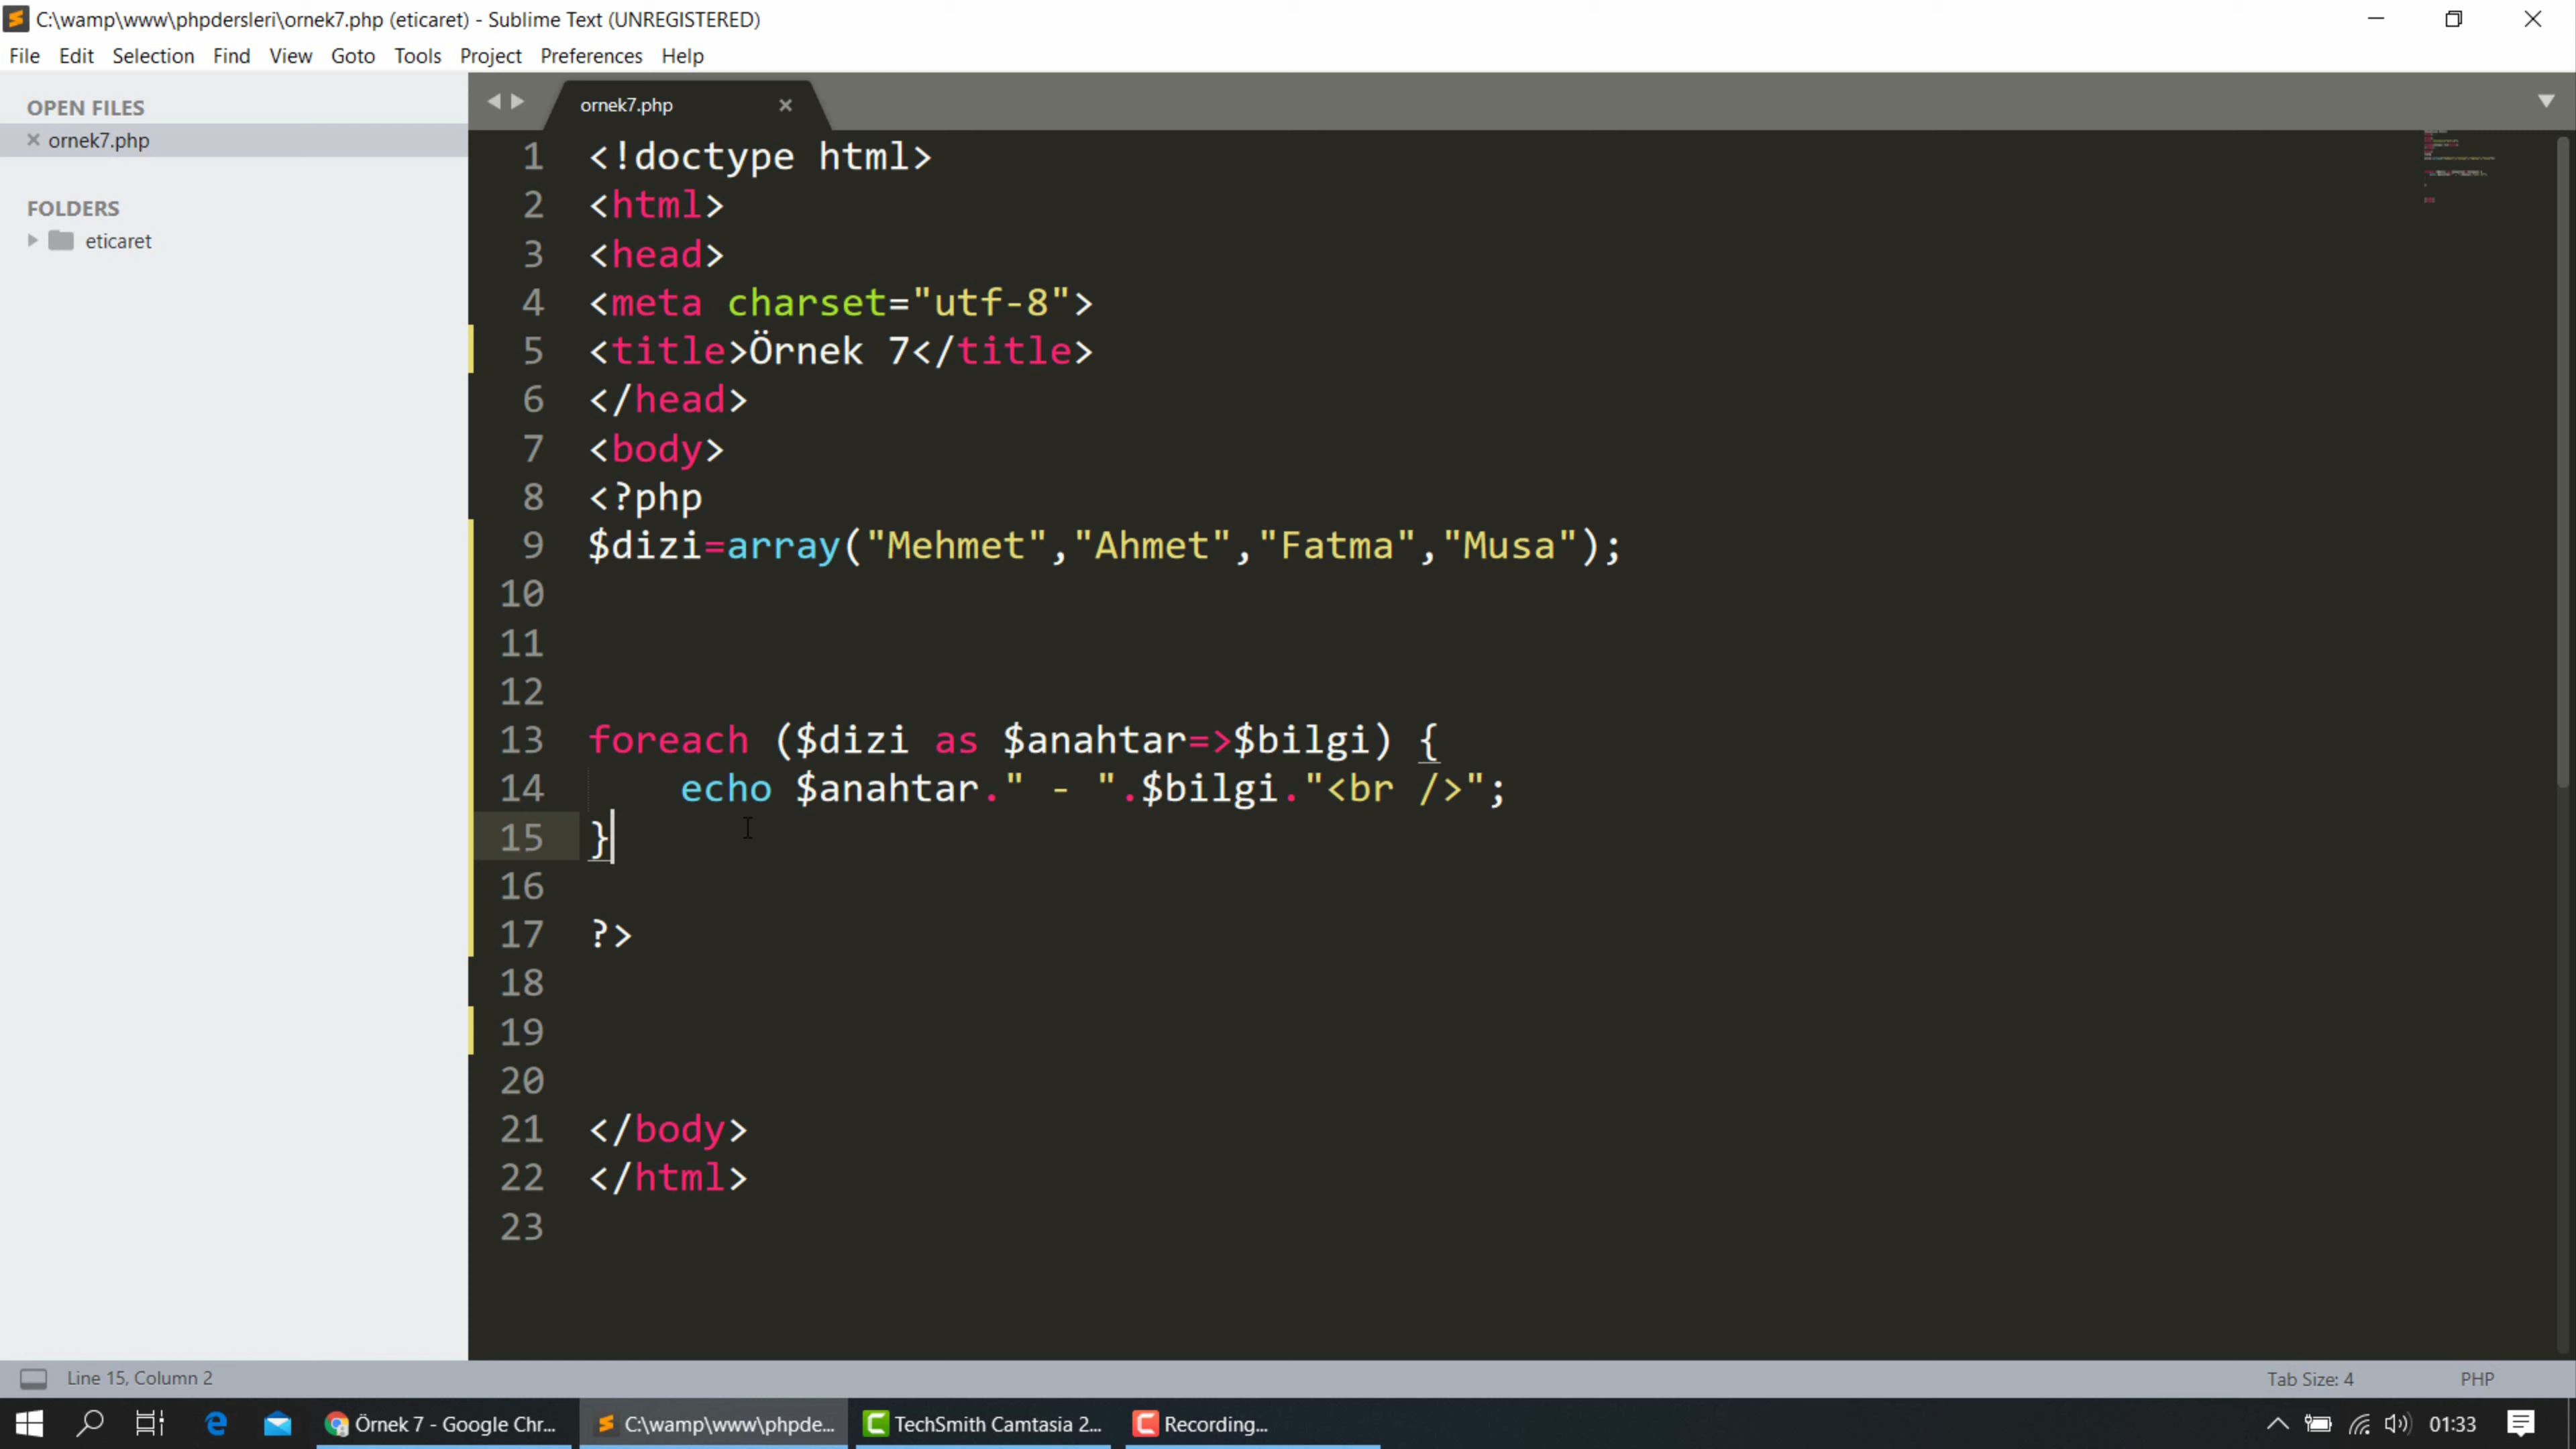 C:\wamp\www\phpdersleri\ornek7.php (eticaret) - Sublime Text (UNREGISTERED)
File Edit Selection Find View Goto Tools Project Preferences Help
OPEN FILES
ornek7.php
FOLDERS
eticaret
ornek7.php
1 <!doctype html>
2 <html>
3 <head>
4 <meta charset="utf-8">
5 <title>Örnek 7</title>
6 </head>
7 <body>
8 <?php
9 $dizi=array("Mehmet","Ahmet","Fatma","Musa");
10
11
12
13 foreach ($dizi as $anahtar=>$bilgi) {
14     echo $anahtar." - ".$bilgi."<br />";
15 }
16
17 ?>
18
19
20
21 </body>
22 </html>
23
Line 15, Column 2 Tab Size: 4 PHP
Örnek 7 - Google Chr... C:\wamp\www\phpde... TechSmith Camtasia 2... Recording... 01:33